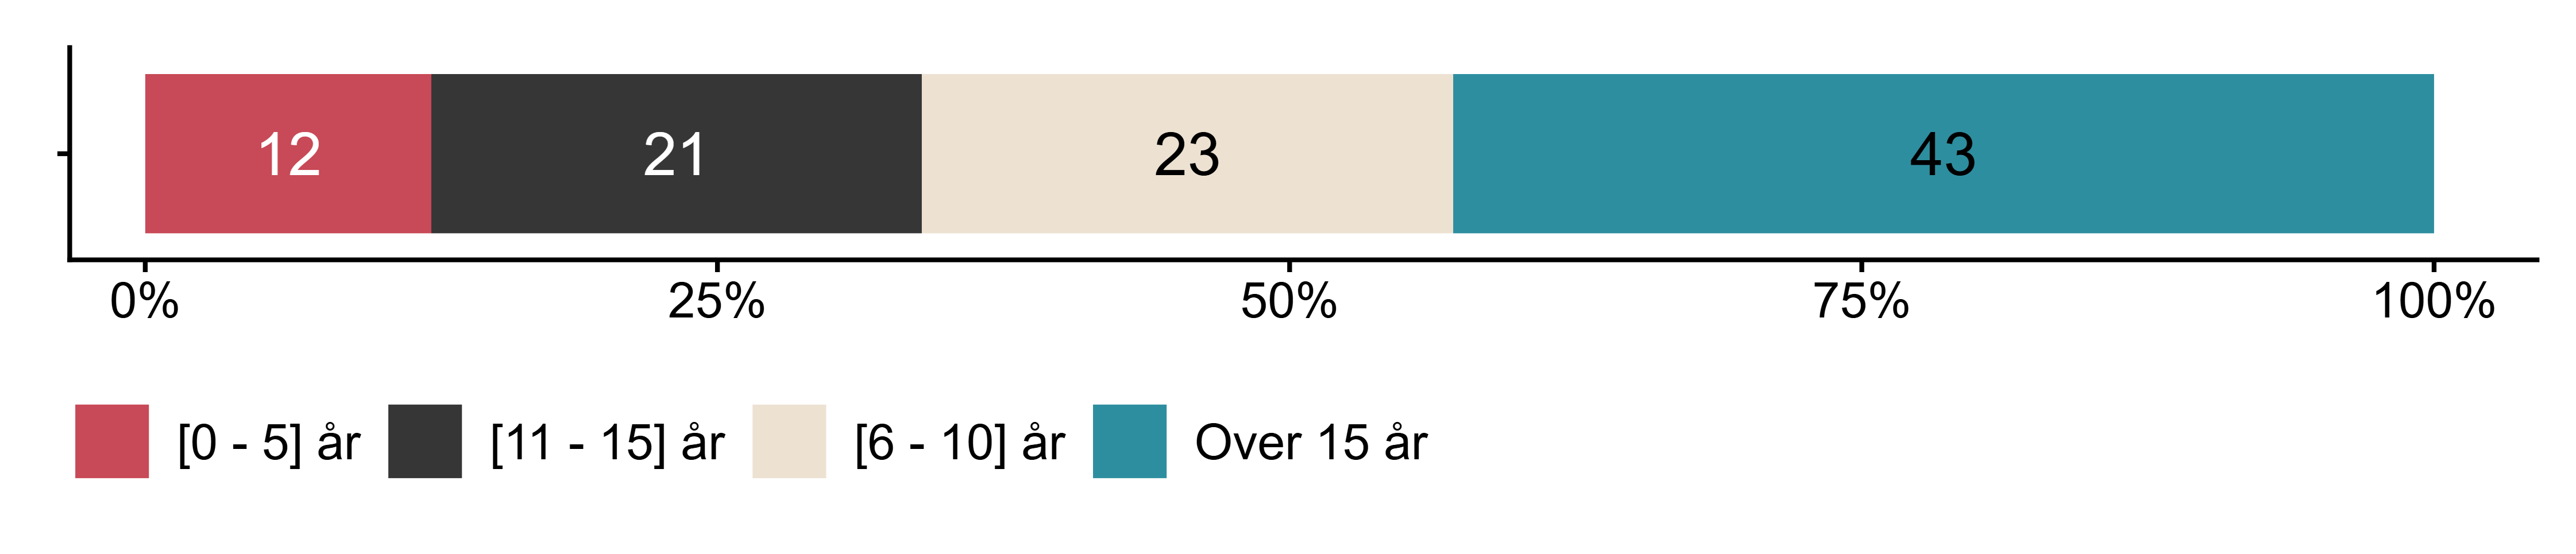 12 21 23 43
0% 25% 50% 75% 100%
[0 - 5] år [11 - 15] år [6 - 10] år Over 15 år